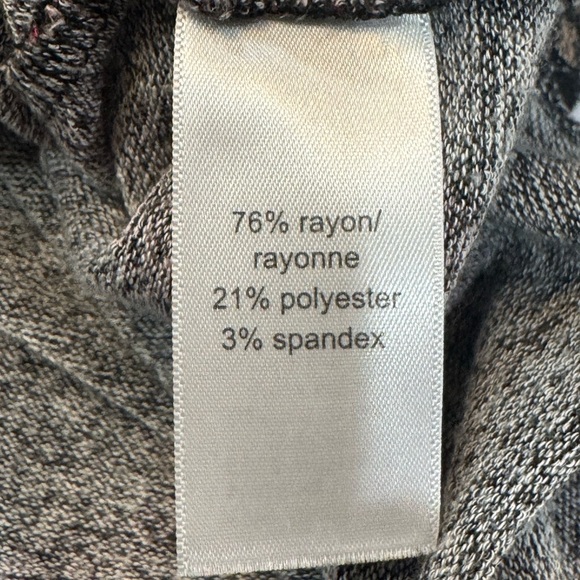 76% rayon/
rayonne
21% polyester
3% spandex